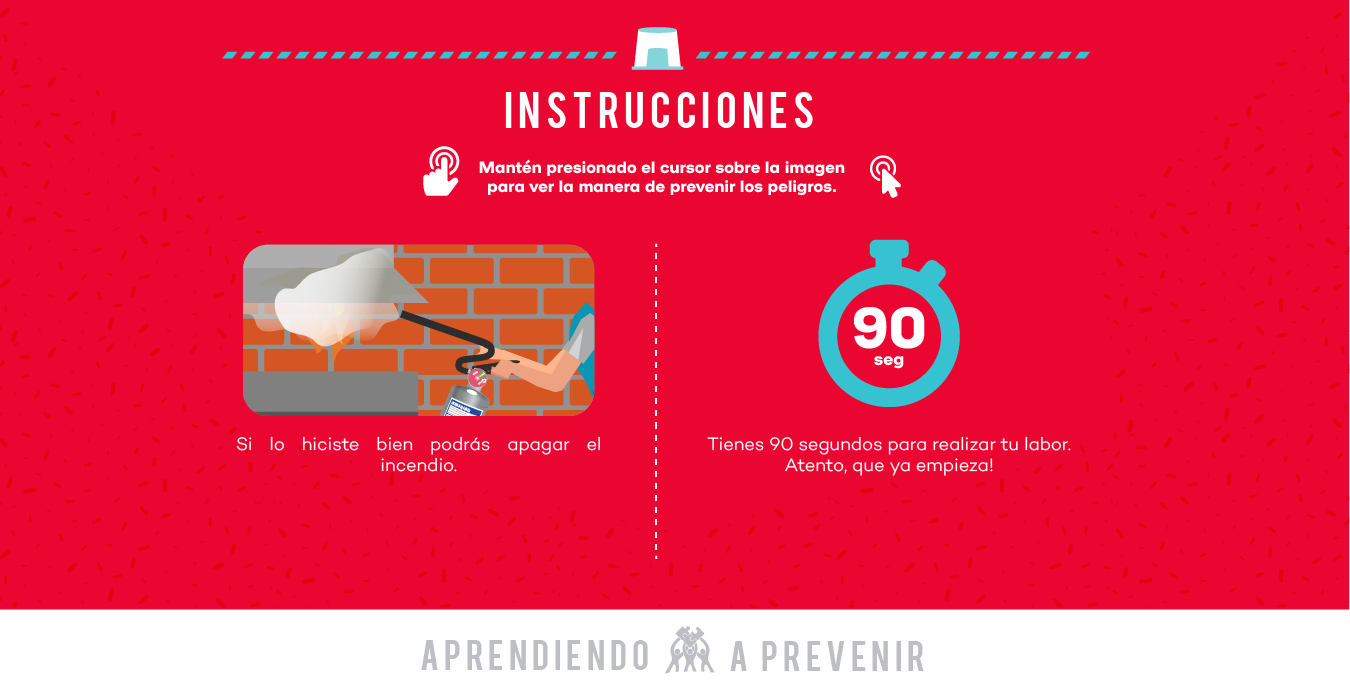 INSTRUCCIONES
Mantén presionado el cursor sobre la imagen
para ver la manera de prevenir los peligros.
Si lo hiciste bien podrás apagar el
incendio.
90
seg
Tienes 90 segundos para realizar tu labor.
Atento, que ya empieza!
APRENDIENDO A PREVENIR